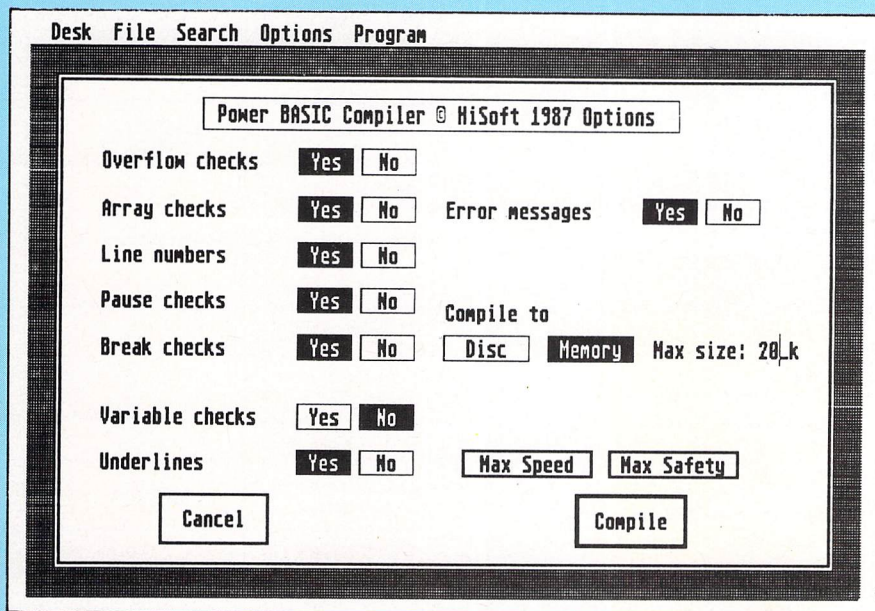 Desk File Search Options Program
Power BASIC Compiler © HiSoft 1987 Options
Overflow checks Yes No
Array checks Yes No Error messages Yes No
Line numbers Yes No
Pause checks Yes No
Compile to
Break checks Yes No Disc Memory Max size: 20_k
Variable checks Yes No
Underlines Yes No Max Speed Max Safety
Cancel Compile